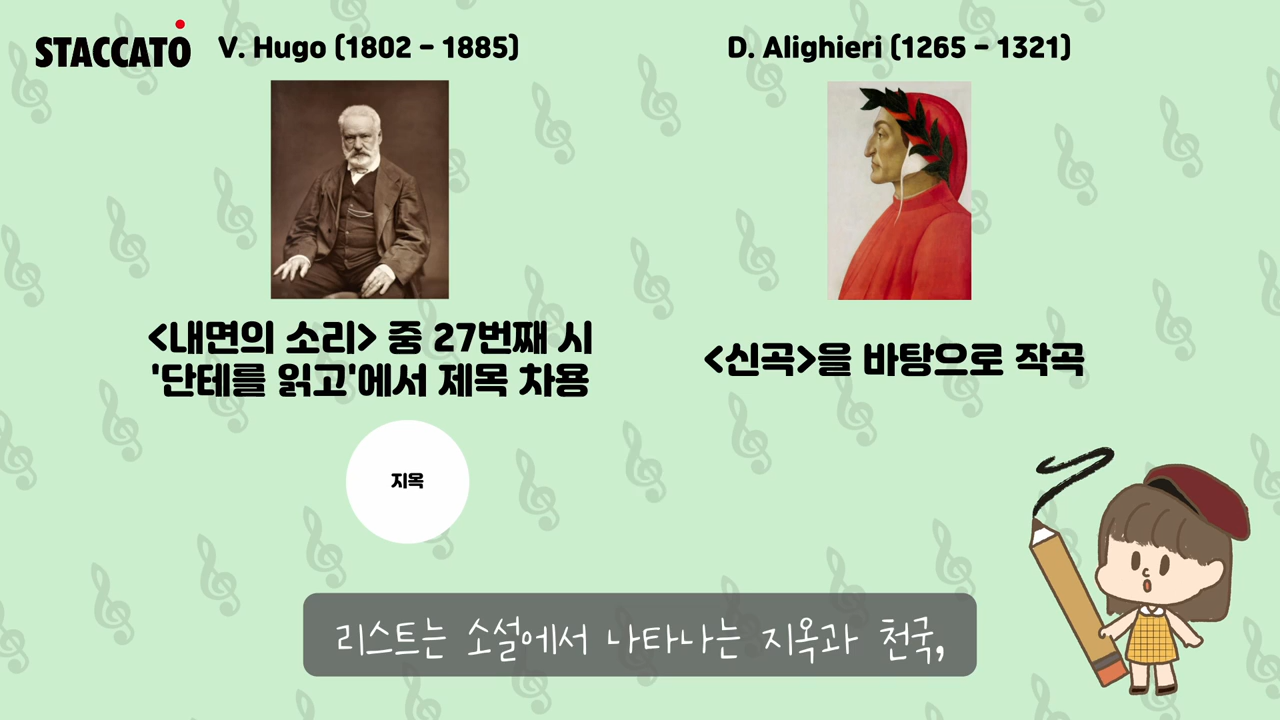 STACCATO
V. Hugo (1802 - 1885)
D. Alighieri (1265 - 1321)
<내면의 소리> 중 27번째 시
'단테를 읽고'에서 제목 차용
<신곡>을 바탕으로 작곡
지옥
리스트는 소설에서 나타나는 지옥과 천국,